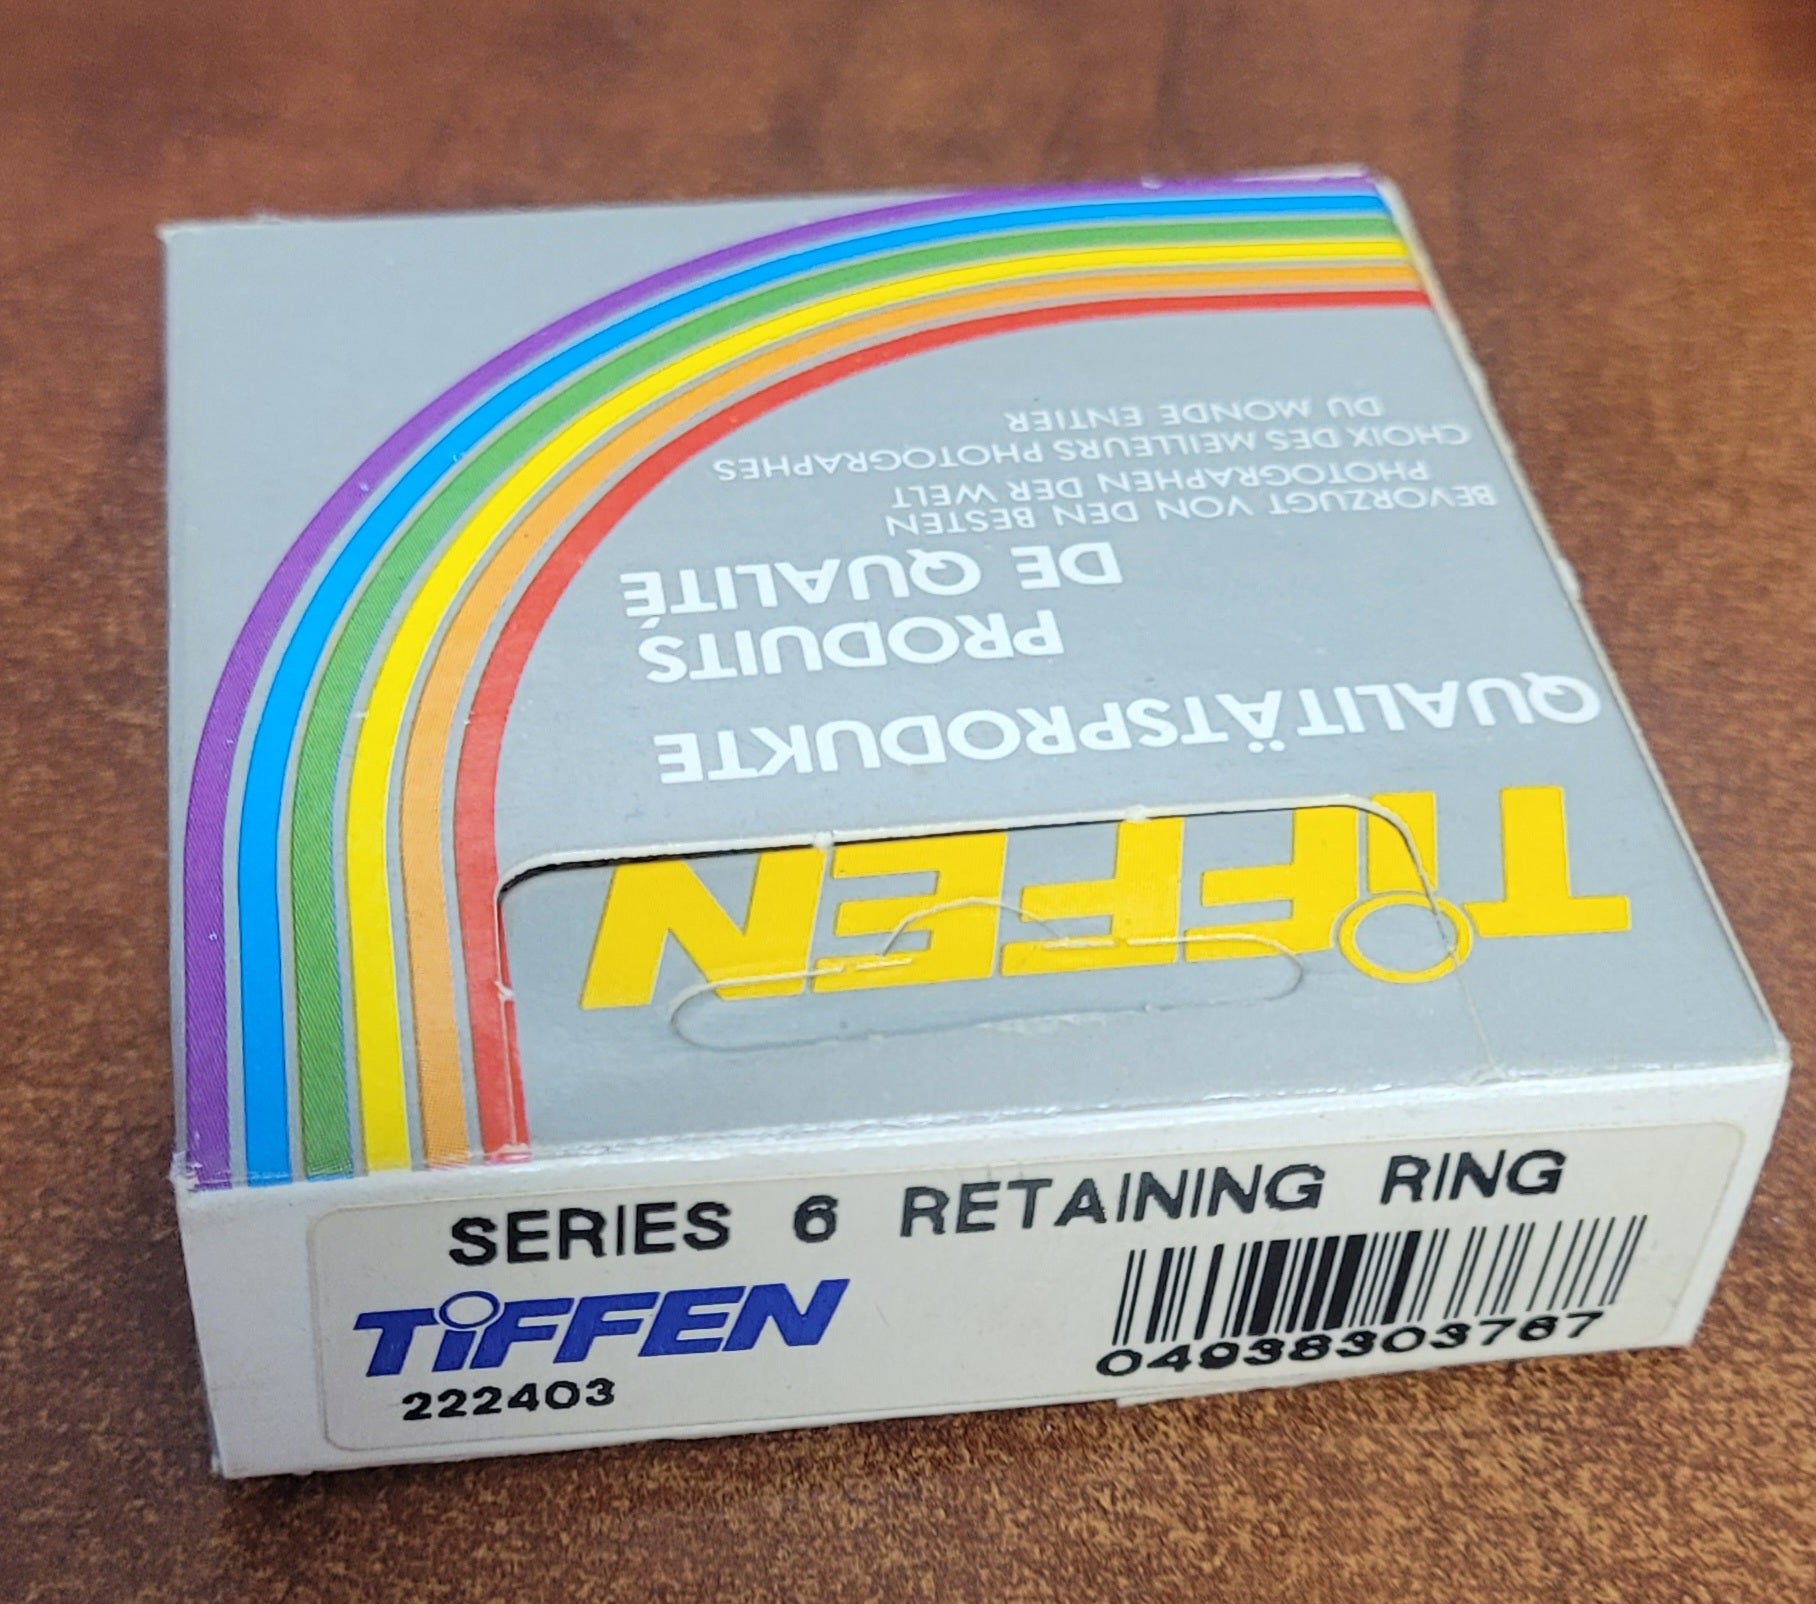 TIFFEN
QUALITÄTSPRODUKTE
PRODUITS
DE QUALITÉ
BEVORZUGT VON DEN BESTEN
PHOTOGRAPHEN DER WELT
CHOIX DES MEILLEURS PHOTOGRAPHES
DU MONDE ENTIER
SERIES 6 RETAINING RING
TIFFEN
222403
04938303767